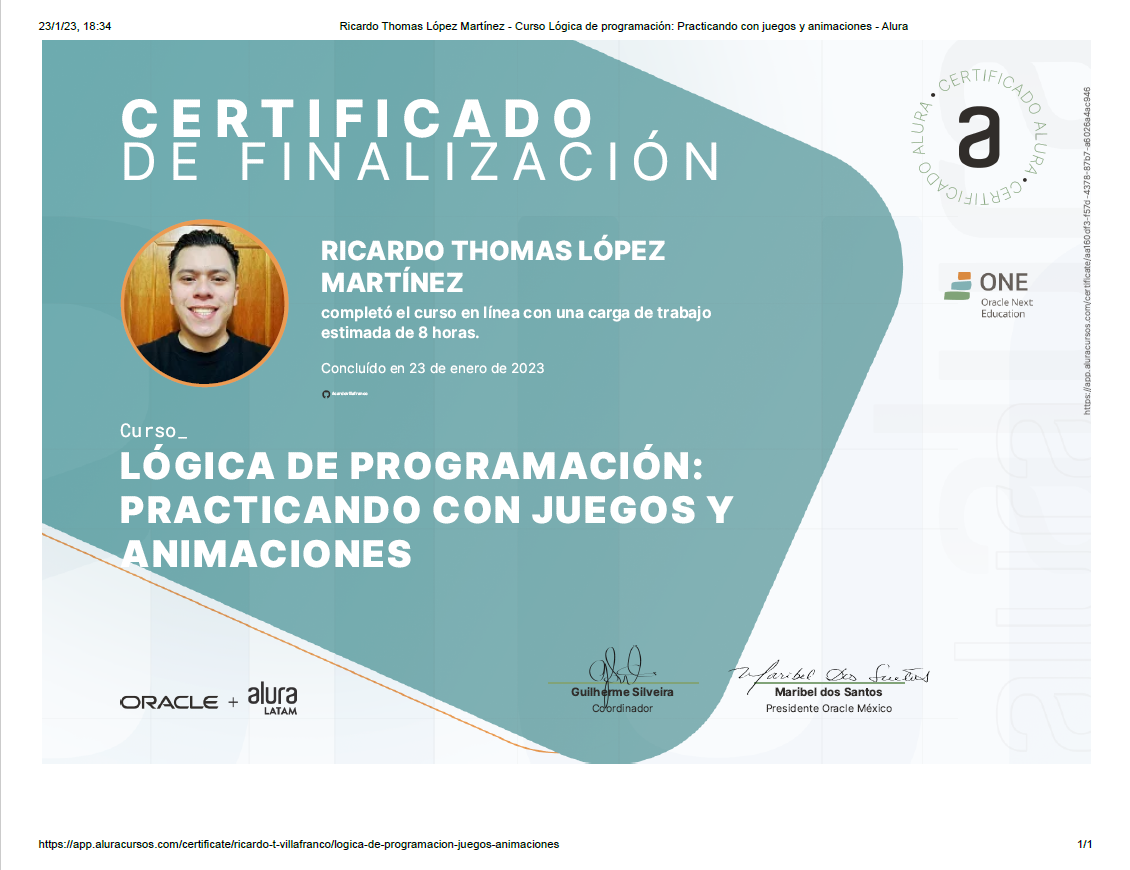 23/1/23, 18:34
Ricardo Thomas López Martínez - Curso Lógica de programación: Practicando con juegos y animaciones - Alura
CERTIFICADO
DE FINALIZACIÓN
CERTIFICADO ALURA • CERTIFICADO ALURA •
a
RICARDO THOMAS LÓPEZ
MARTÍNEZ
completó el curso en línea con una carga de trabajo
estimada de 8 horas.
Concluído en 23 de enero de 2023
ONE
Oracle Next
Education
Curso_
LÓGICA DE PROGRAMACIÓN:
PRACTICANDO CON JUEGOS Y
ANIMACIONES
ORACLE + alura
LATAM
Guilherme Silveira
Coordinador
Maribel dos Santos
Maribel dos Santos
Presidente Oracle México
https://app.aluracursos.com/certificate/aa160df3-f57d-4378-87b7-a6026a4ac946
https://app.aluracursos.com/certificate/ricardo-t-villafranco/logica-de-programacion-juegos-animaciones
1/1